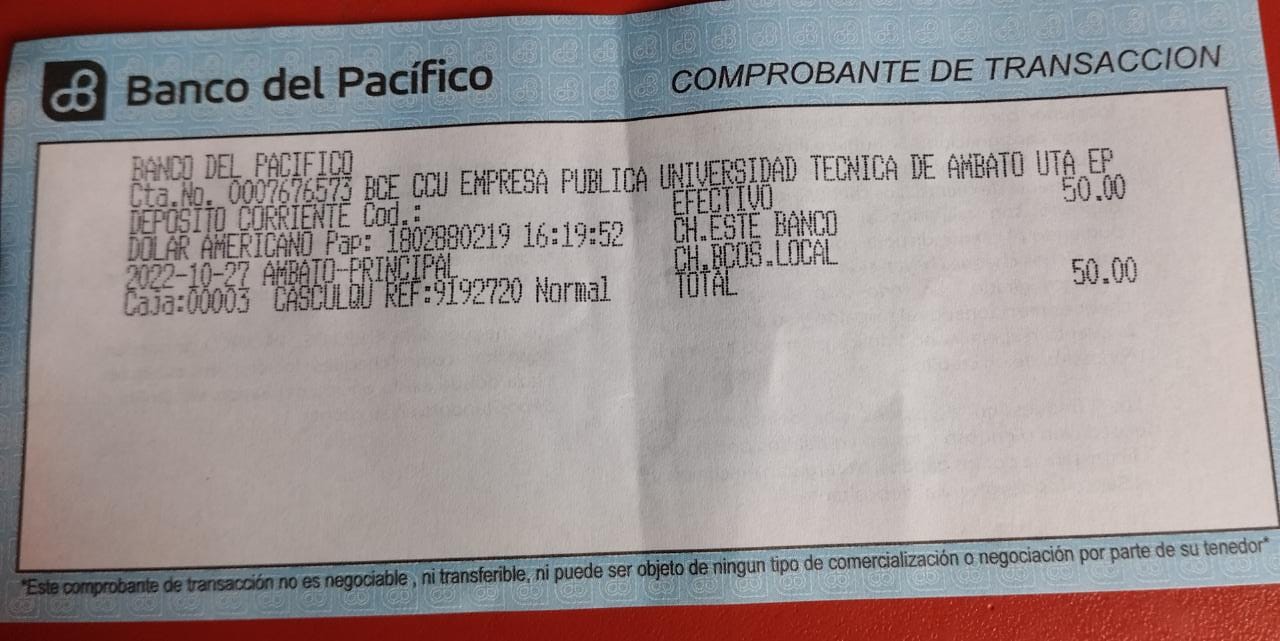 Banco del Pacífico
COMPROBANTE DE TRANSACCION
BANCO DEL PACIFICO
Cta.No. 0007676573 BCE CCU EMPRESA PUBLICA UNIVERSIDAD TECNICA DE AMBATO UTA EP
DEPOSITO CORRIENTE Cod.: EFECTIVO 50.00
DOLAR AMERICANO Pap: 1802880219 16:19:52 CH.ESTE BANCO
2022-10-27 AMBATO-PRINCIPAL CH.BCOS.LOCAL
Caja:00003 CASCULQU REF:9192720 Normal TOTAL 50.00
*Este comprobante de transacción no es negociable , ni transferible, ni puede ser objeto de ningun tipo de comercialización o negociación por parte de su tenedor*